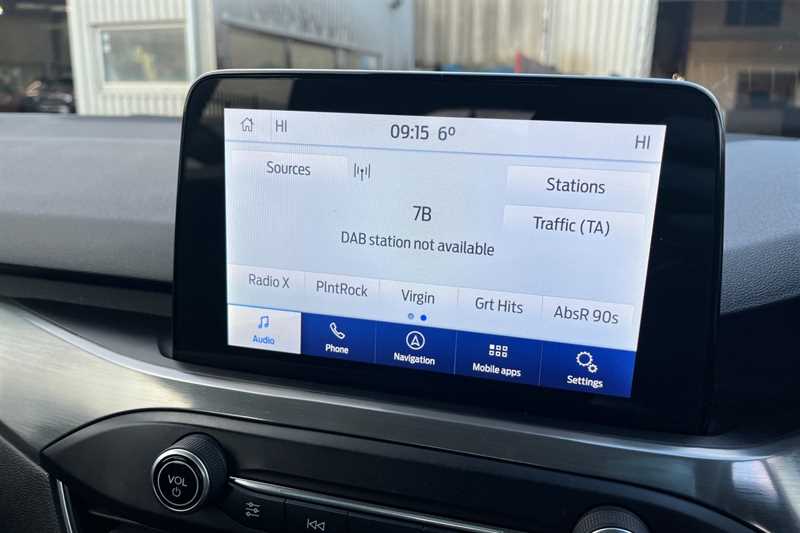 HI 09:15 6º HI
Sources
Stations
7B
Traffic (TA)
DAB station not available
Radio X PlntRock Virgin Grt Hits AbsR 90s
Audio Phone Navigation Mobile apps Settings
VOL